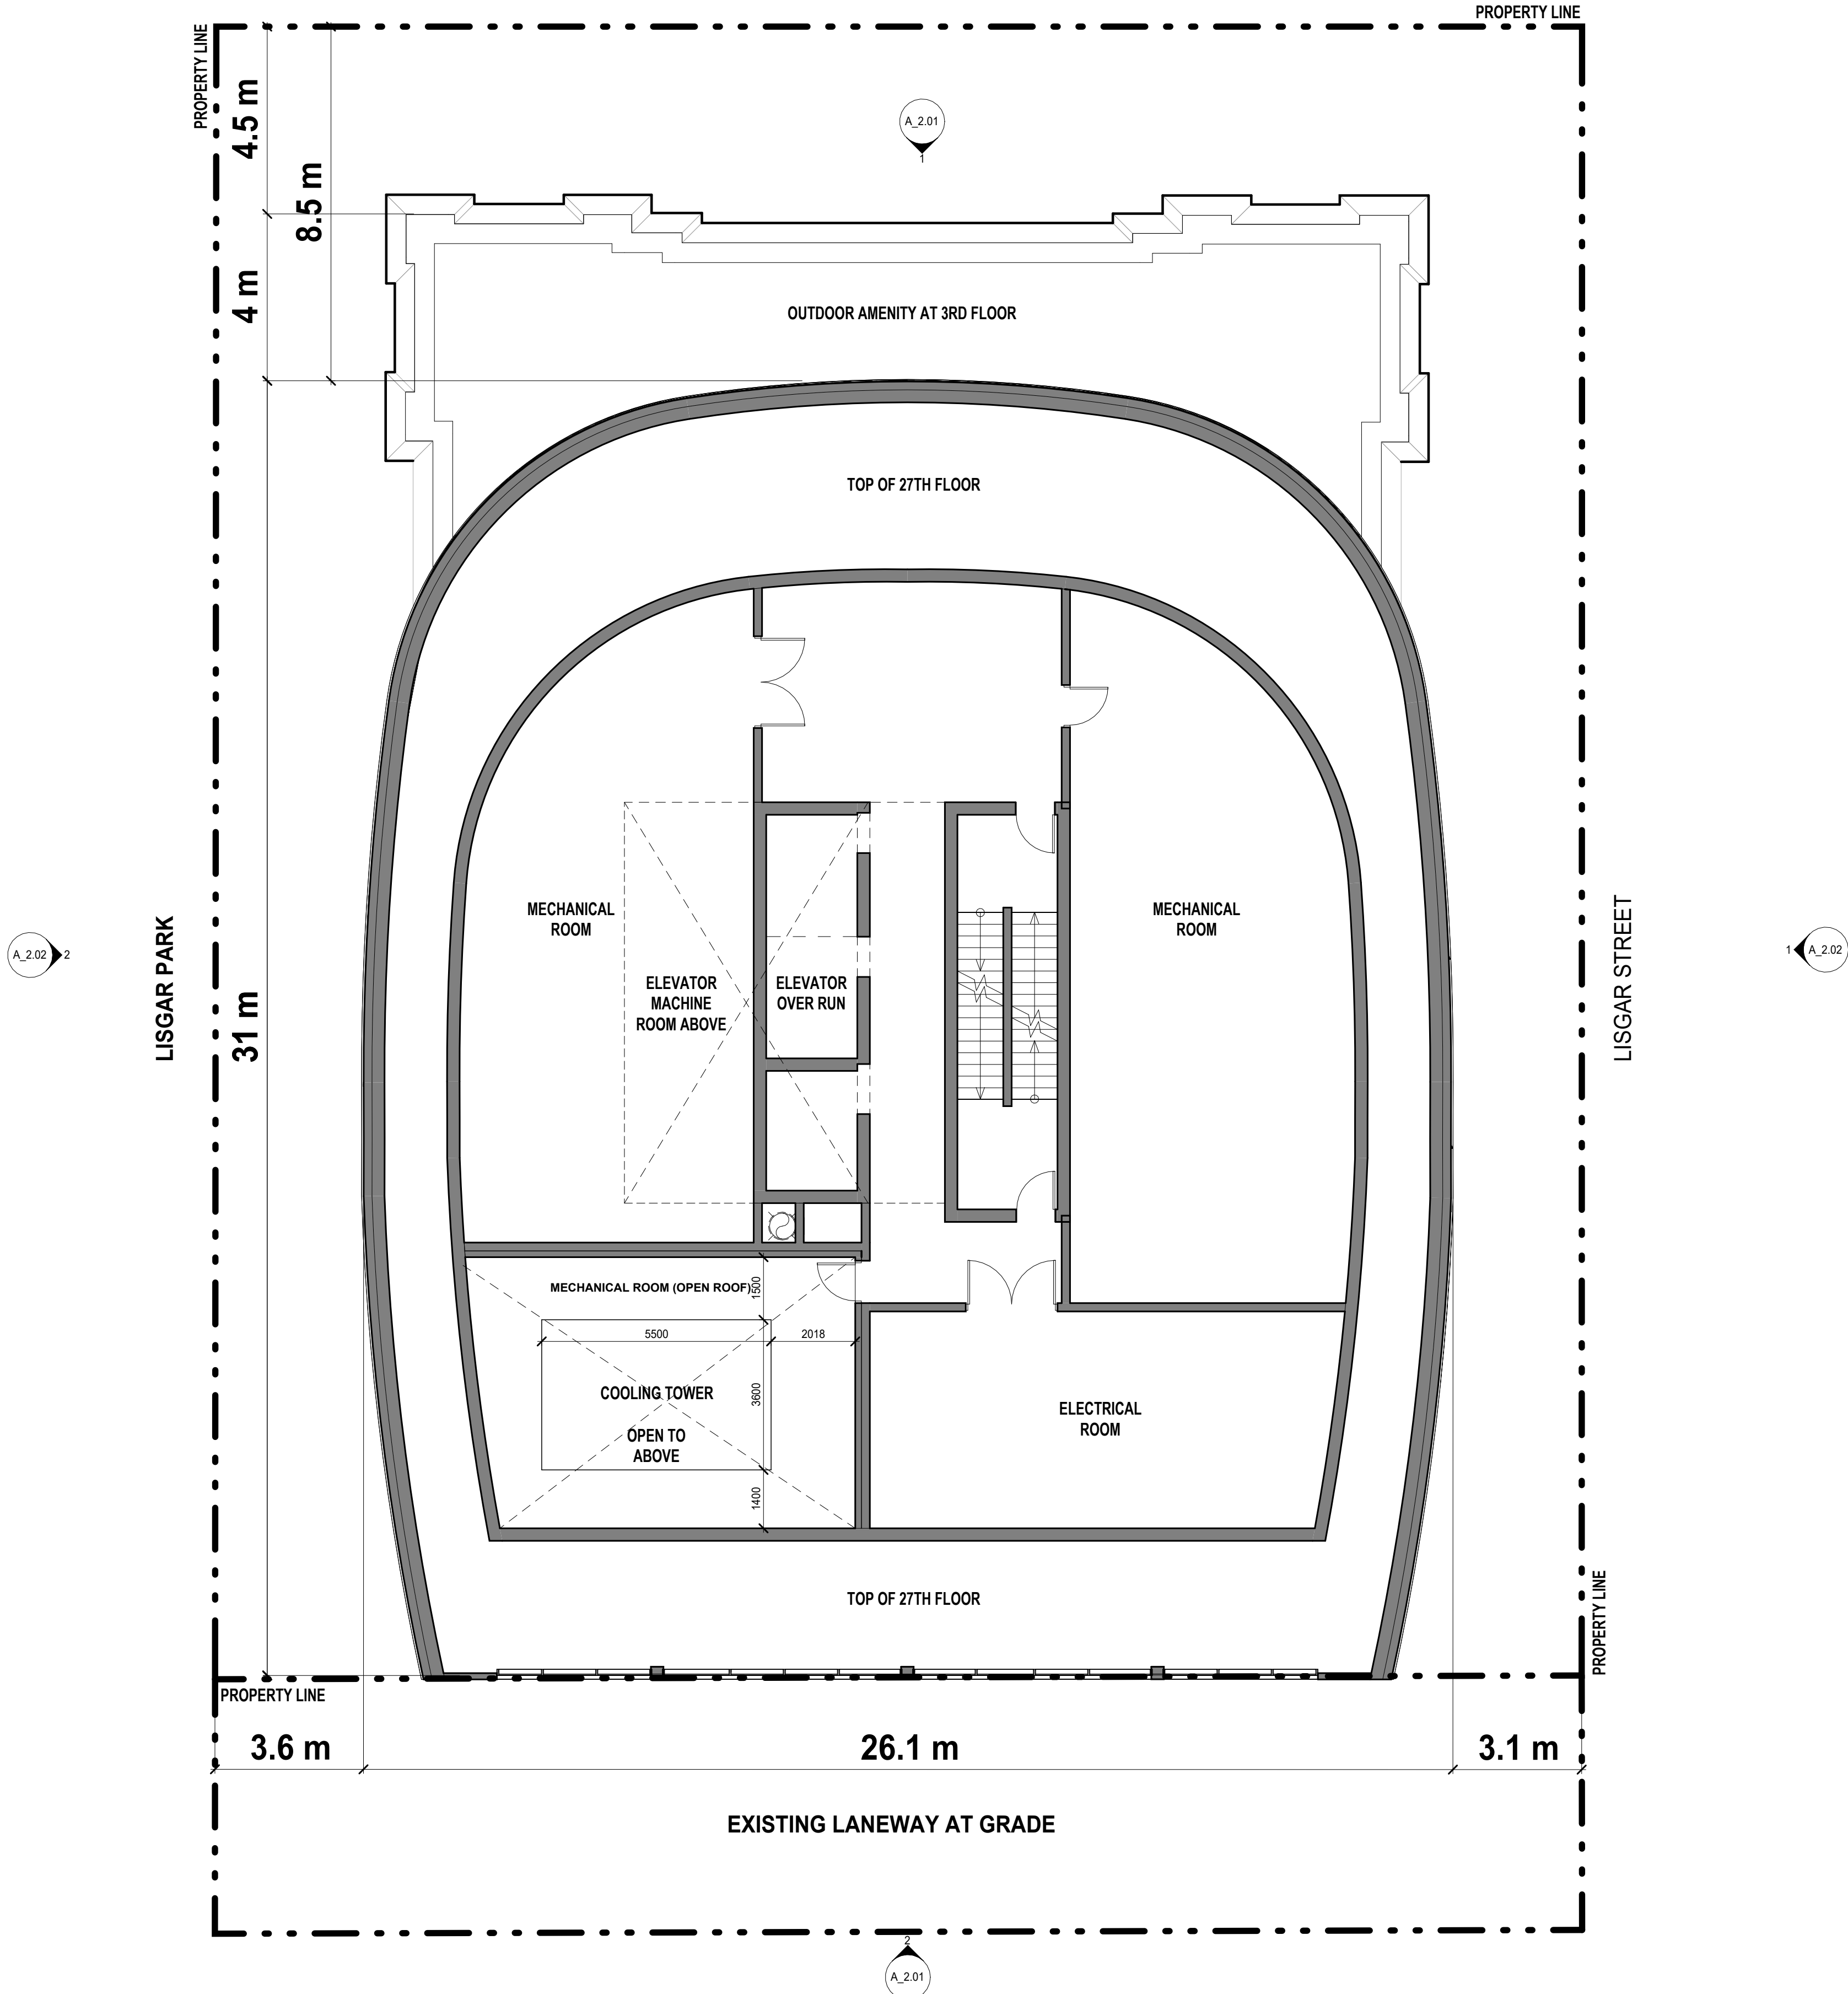 PROPERTY LINE
PROPERTY LINE
4.5 m
8.5 m
A_2.01
1
4 m
OUTDOOR AMENITY AT 3RD FLOOR
TOP OF 27TH FLOOR
MECHANICAL
ROOM
MECHANICAL
ROOM
LISGAR PARK
LISGAR STREET
A_2.02
2
1
A_2.02
31 m
ELEVATOR
MACHINE
ROOM ABOVE
ELEVATOR
OVER RUN
MECHANICAL ROOM (OPEN ROOF)
1500
5500
2018
COOLING TOWER
3600
OPEN TO
ABOVE
ELECTRICAL
ROOM
1400
TOP OF 27TH FLOOR
PROPERTY LINE
PROPERTY LINE
3.6 m
26.1 m
3.1 m
EXISTING LANEWAY AT GRADE
2
A_2.01